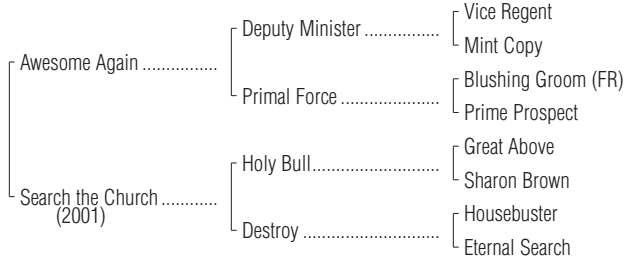 Vice Regent
Deputy Minister ................
Mint Copy
Awesome Again ................
Blushing Groom (FR)
Primal Force .....................
Prime Prospect
Great Above
Holy Bull...........................
Sharon Brown
Search the Church ............
(2001)
Housebuster
Destroy .............................
Eternal Search